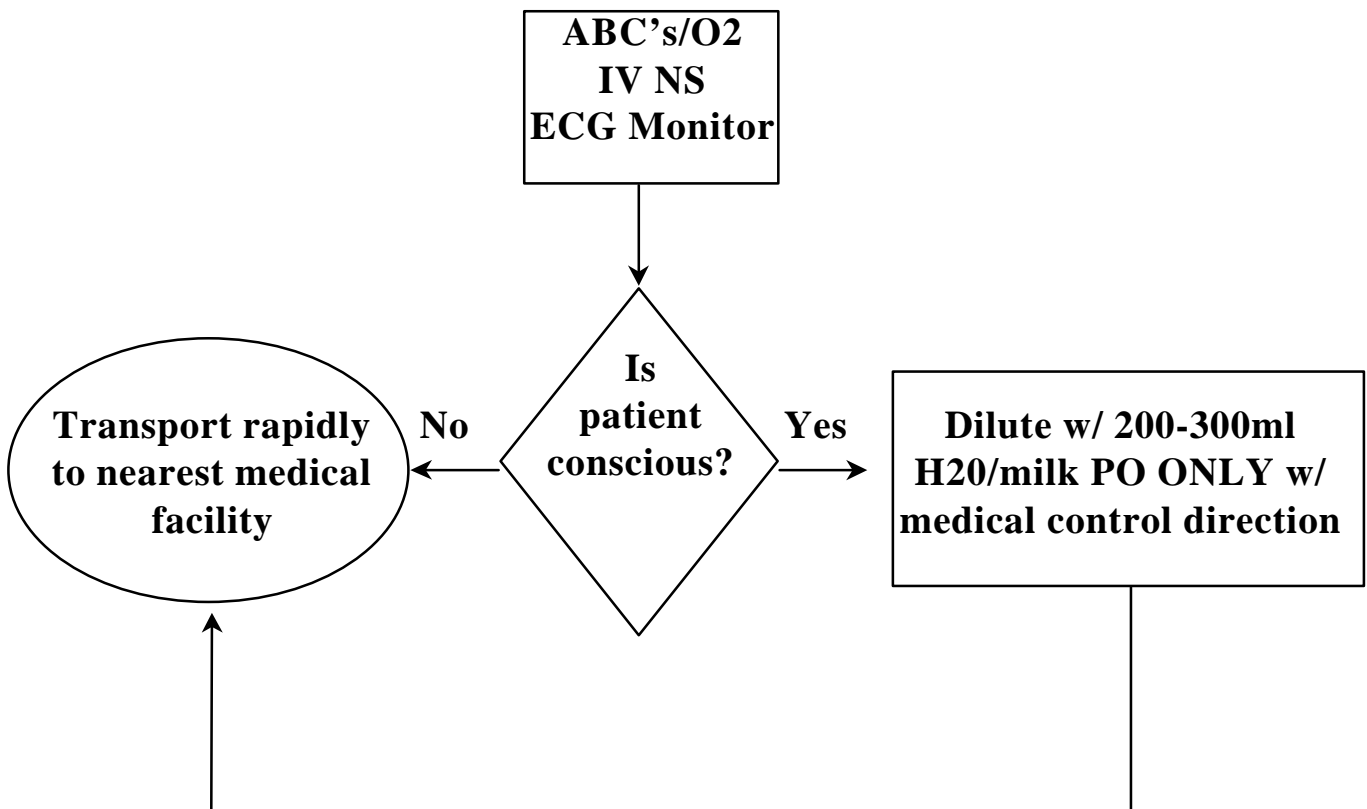 ABC’s/O2
IV NS
ECG Monitor
Is
patient
conscious?
No
Yes
Transport rapidly
to nearest medical
facility
Dilute w/ 200-300ml
H20/milk PO ONLY w/
medical control direction